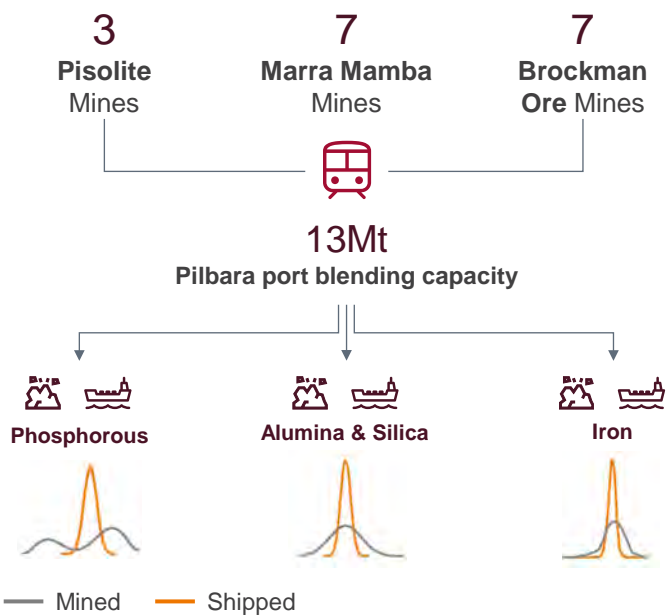 3
Pisolite
Mines
7
Marra Mamba
Mines
7
Brockman
Ore Mines
13Mt
Pilbara port blending capacity
Phosphorous
Alumina & Silica
Iron
Mined
Shipped